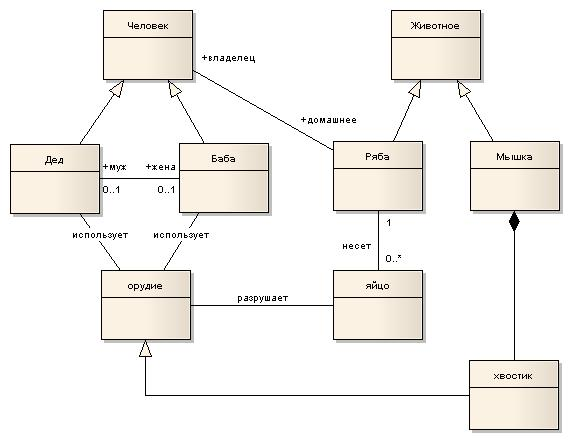 Человек
Животное
+владелец
+домашнее
Дед
+муж
+жена
Баба
Ряба
Мышка
0..1
0..1
1
использует
использует
несет
0..*
орудие
разрушает
яйцо
хвостик